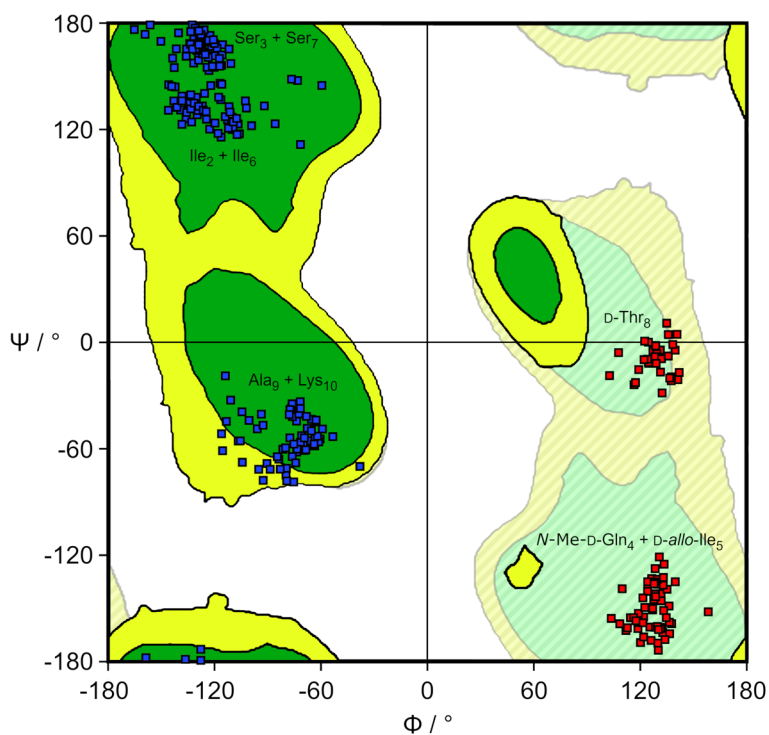 180
Ser₃ + Ser₇
120
Ile₂ + Ile₆
60
D-Thr₈
Ψ / °
0
Ala₉ + Lys₁₀
-60
-120
N-Me-D-Gln₄ + D-allo-Ile₅
-180
-180
-120
-60
0
60
120
180
Φ / °